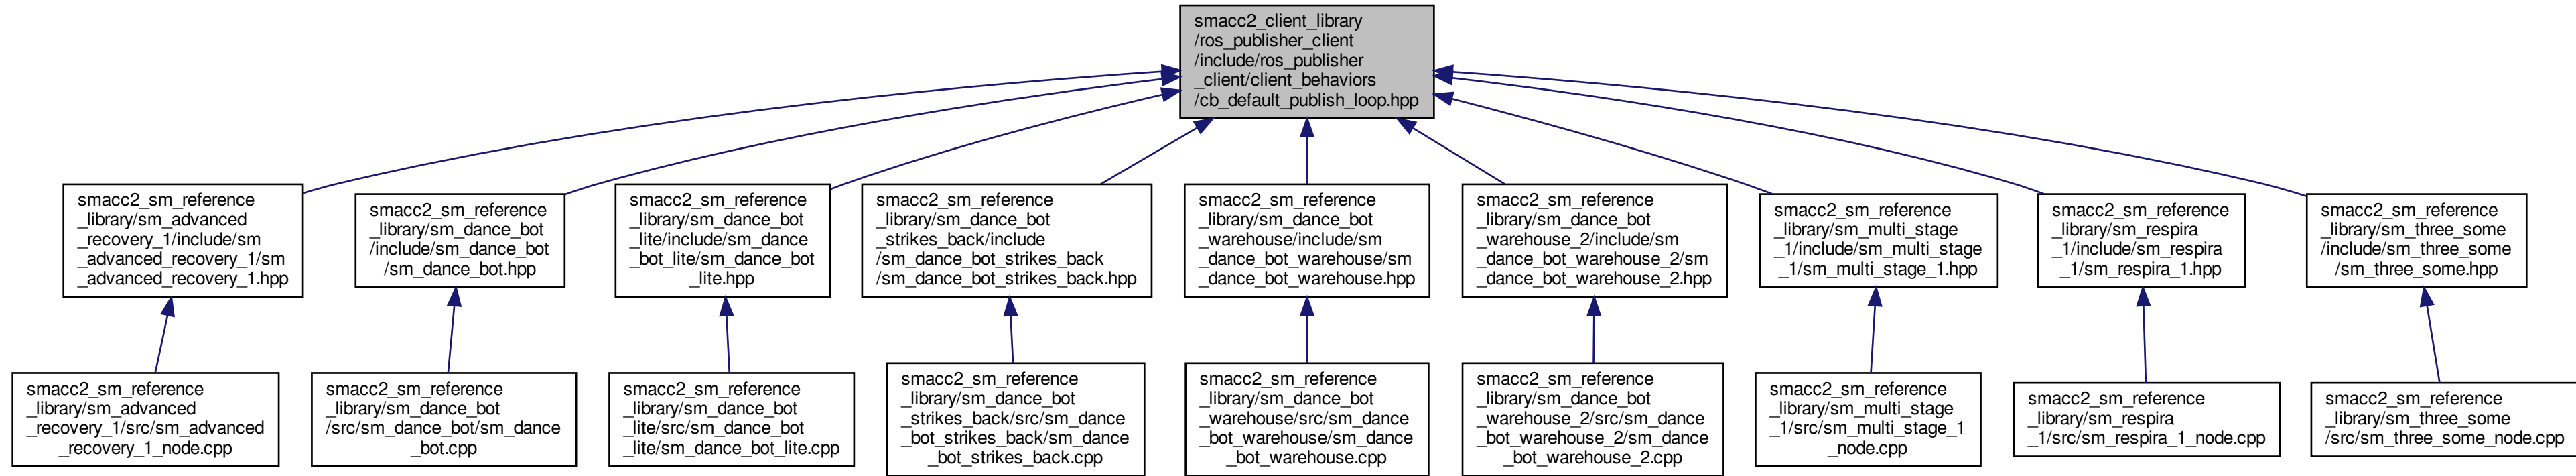 smacc2_client_library
/ros_publisher_client
/include/ros_publisher
_client/client_behaviors
/cb_default_publish_loop.hpp
smacc2_sm_reference
_library/sm_advanced
_recovery_1/include/sm
_advanced_recovery_1/sm
_advanced_recovery_1.hpp
smacc2_sm_reference
_library/sm_dance_bot
/include/sm_dance_bot
/sm_dance_bot.hpp
smacc2_sm_reference
_library/sm_dance_bot
_lite/include/sm_dance
_bot_lite/sm_dance_bot
_lite.hpp
smacc2_sm_reference
_library/sm_dance_bot
_strikes_back/include
/sm_dance_bot_strikes_back
/sm_dance_bot_strikes_back.hpp
smacc2_sm_reference
_library/sm_dance_bot
_warehouse/include/sm
_dance_bot_warehouse/sm
_dance_bot_warehouse.hpp
smacc2_sm_reference
_library/sm_dance_bot
_warehouse_2/include/sm
_dance_bot_warehouse_2/sm
_dance_bot_warehouse_2.hpp
smacc2_sm_reference
_library/sm_multi_stage
_1/include/sm_multi_stage
_1/sm_multi_stage_1.hpp
smacc2_sm_reference
_library/sm_respira
_1/include/sm_respira
_1/sm_respira_1.hpp
smacc2_sm_reference
_library/sm_three_some
/include/sm_three_some
/sm_three_some.hpp
smacc2_sm_reference
_library/sm_advanced
_recovery_1/src/sm_advanced
_recovery_1_node.cpp
smacc2_sm_reference
_library/sm_dance_bot
/src/sm_dance_bot/sm_dance
_bot.cpp
smacc2_sm_reference
_library/sm_dance_bot
_lite/src/sm_dance_bot
_lite/sm_dance_bot_lite.cpp
smacc2_sm_reference
_library/sm_dance_bot
_strikes_back/src/sm_dance
_bot_strikes_back/sm_dance
_bot_strikes_back.cpp
smacc2_sm_reference
_library/sm_dance_bot
_warehouse/src/sm_dance
_bot_warehouse/sm_dance
_bot_warehouse.cpp
smacc2_sm_reference
_library/sm_dance_bot
_warehouse_2/src/sm_dance
_bot_warehouse_2/sm_dance
_bot_warehouse_2.cpp
smacc2_sm_reference
_library/sm_multi_stage
_1/src/sm_multi_stage_1
_node.cpp
smacc2_sm_reference
_library/sm_respira
_1/src/sm_respira_1_node.cpp
smacc2_sm_reference
_library/sm_three_some
/src/sm_three_some_node.cpp